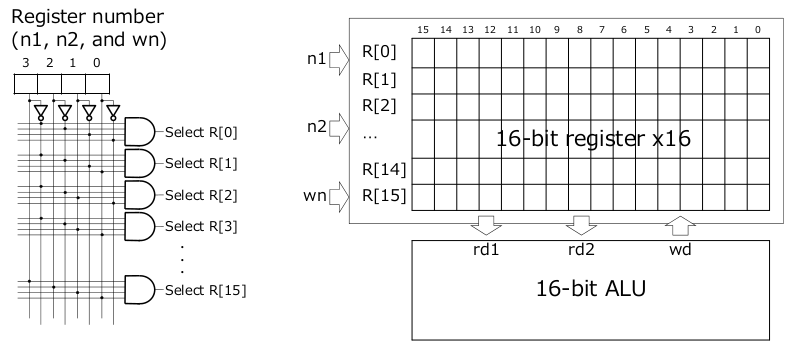 Register number
(n1, n2, and wn)
3 2 1 0
Select R[0]
Select R[1]
Select R[2]
Select R[3]
Select R[15]
15 14 13 12 11 10 9 8 7 6 5 4 3 2 1 0
n1
R[0]
R[1]
R[2]
n2
...
16-bit register x16
R[14]
wn
R[15]
rd1 rd2 wd
16-bit ALU